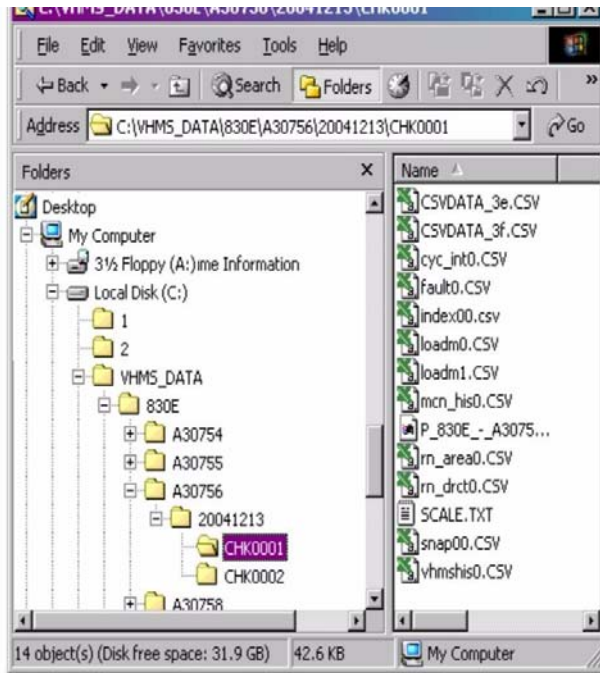 C:\VHMS_DATA\830E\A30756\20041213\CHK0001
File Edit View Favorites Tools Help
Back Search Folders »
Address C:\VHMS_DATA\830E\A30756\20041213\CHK0001 Go
Folders x
Desktop
My Computer
3½ Floppy (A:)ime Information
Local Disk (C:)
1
2
VHMS_DATA
830E
A30754
A30755
A30756
20041213
CHK0001
CHK0002
A30758
Name
CSVDATA_3e.CSV
CSVDATA_3f.CSV
cyc_int0.CSV
fault0.CSV
index00.csv
loadm0.CSV
loadm1.CSV
mcn_his0.CSV
P_830E_-_A3075...
rn_area0.CSV
rn_drct0.CSV
SCALE.TXT
snap00.CSV
vhmshis0.CSV
14 object(s) (Disk free space: 31.9 GB) 42.6 KB My Computer